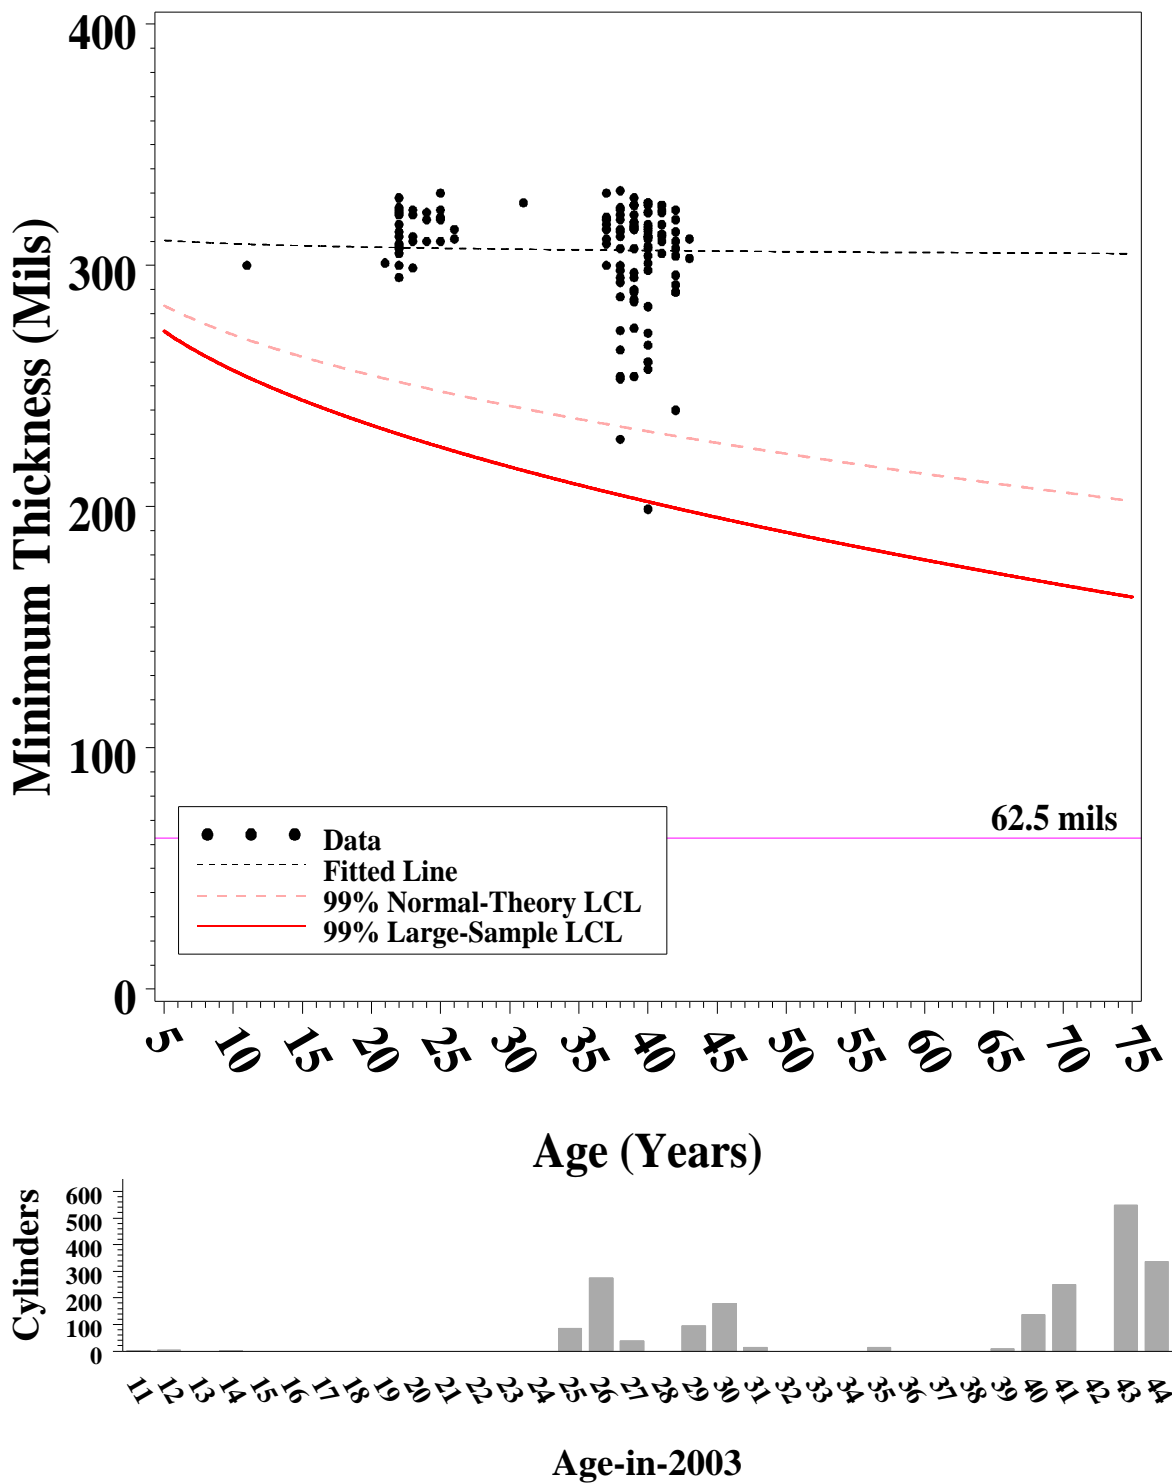 400
300
200
100
0
Minimum Thickness (Mils)
62.5 mils
Data
Fitted Line
99% Normal-Theory LCL
99% Large-Sample LCL
5 10 15 20 25 30 35 40 45 50 55 60 65 70 75
Age (Years)
600
500
400
300
200
100
0
Cylinders
11 12 13 14 15 16 17 18 19 20 21 22 23 24 25 26 27 28 29 30 31 32 33 34 35 36 37 38 39 40 41 42 43 44
Age-in-2003